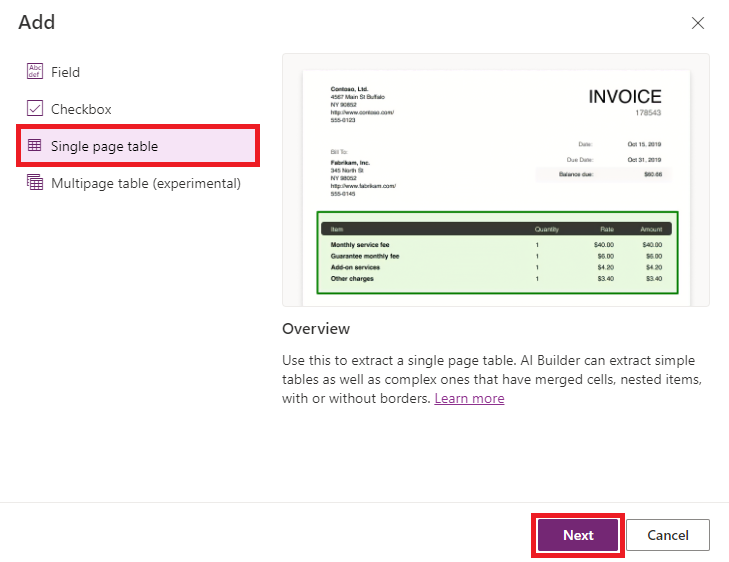 Add
Abc
def
Field
Checkbox
Single page table
Multipage table (experimental)
Contoso, Ltd.
4567 Main St Buffalo
NY 90852
http://www.contoso.com/
555-0123
INVOICE
178543
Date: Oct 15, 2019
Bill To:
Due Date: Oct 31, 2019
Fabrikam, Inc.
345 North St
NY 98052
http://www.fabrikam.com/
555-0145
Balance due: $60.66
Item Quantity Rate Amount
Monthly service fee 1 $40.00 $40.00
Guarantee monthly fee 1 $6.00 $6.00
Add-on services 1 $4.20 $4.20
Other charges 1 $3.40 $3.40
Overview
Use this to extract a single page table. AI Builder can extract simple
tables as well as complex ones that have merged cells, nested items,
with or without borders. Learn more
Next
Cancel